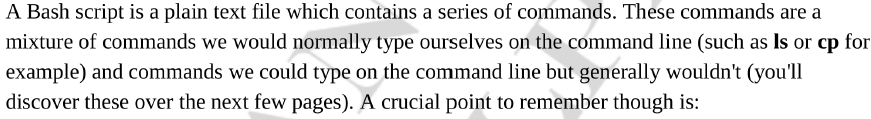 A Bash script is a plain text file which contains a series of commands. These commands are a
mixture of commands we would normally type ourselves on the command line (such as ls or cp for
example) and commands we could type on the command line but generally wouldn't (you'll
discover these over the next few pages). A crucial point to remember though is: